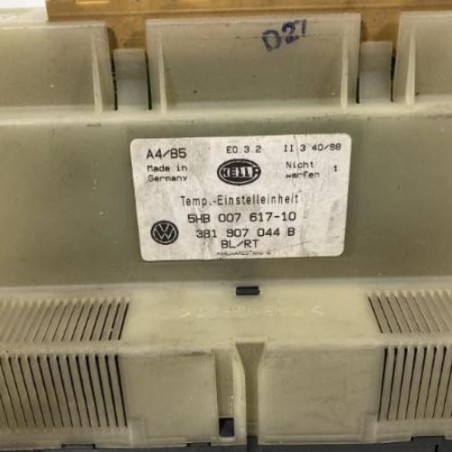 D27
A4/B5 E0.3.2 II 3 40/98
Made in Germany
HELLA
Nicht werfen 1
Temp.-Einstelleinheit
5HB 007 617-10
3B1 907 044 B
BL/RT